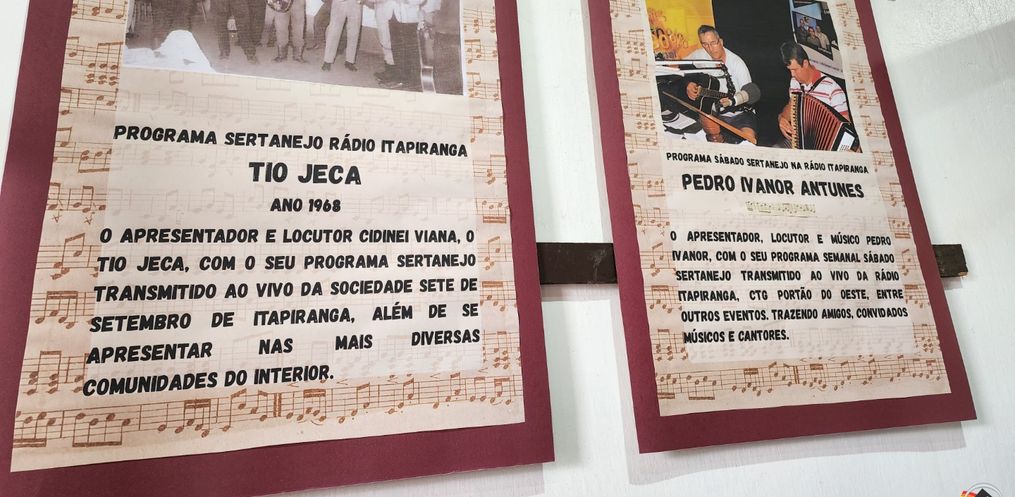 PROGRAMA SERTANEJO RÁDIO ITAPIRANGA
TIO JECA
ANO 1968
O APRESENTADOR E LOCUTOR CIDINEI VIANA, O
TIO JECA, COM O SEU PROGRAMA SERTANEJO
TRANSMITIDO AO VIVO DA SOCIEDADE SETE DE
SETEMBRO DE ITAPIRANGA, ALÉM DE SE
APRESENTAR NAS MAIS DIVERSAS
COMUNIDADES DO INTERIOR.
PROGRAMA SÁBADO SERTANEJO NA RÁDIO ITAPIRANGA
PEDRO IVANOR ANTUNES
O APRESENTADOR, LOCUTOR E MÚSICO PEDRO
IVANOR, COM O SEU PROGRAMA SEMANAL SÁBADO
SERTANEJO TRANSMITIDO AO VIVO DA RÁDIO
ITAPIRANGA, CTG PORTÃO DO OESTE, ENTRE
OUTROS EVENTOS. TRAZENDO AMIGOS, CONVIDADOS
MÚSICOS E CANTORES.